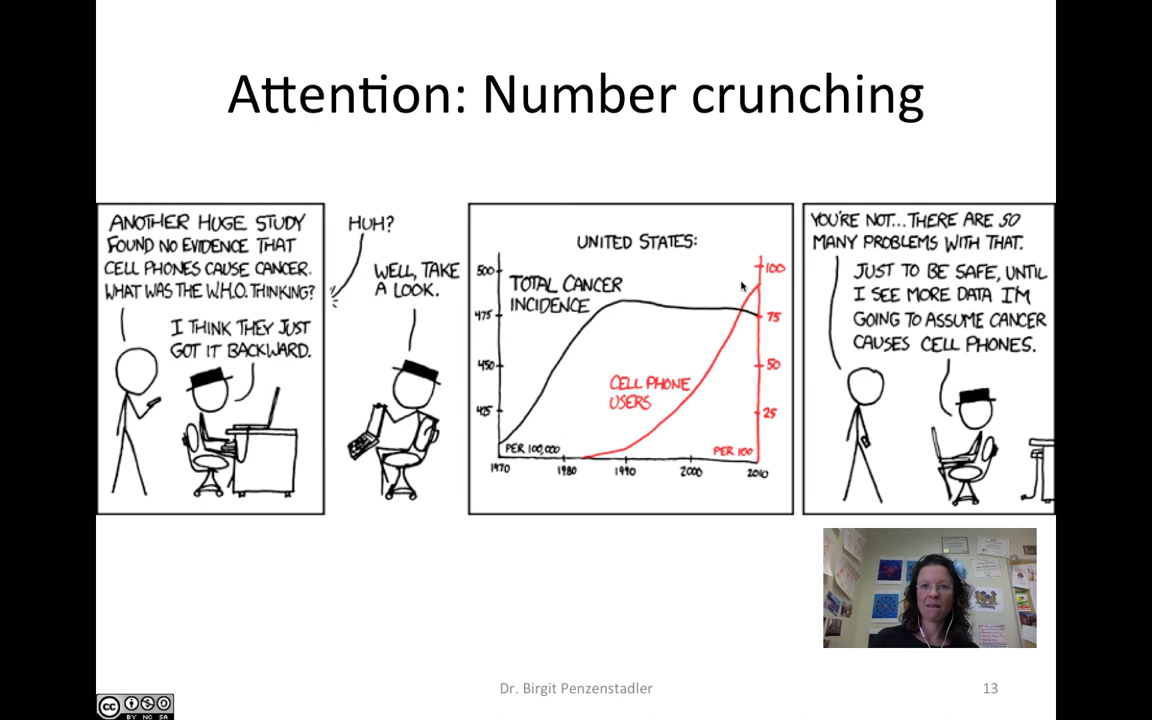 Attention: Number crunching
ANOTHER HUGE STUDY
FOUND NO EVIDENCE THAT
CELL PHONES CAUSE CANCER.
WHAT WAS THE W.H.O. THINKING?
I THINK THEY JUST
GOT IT BACKWARD.
HUH?
WELL, TAKE
A LOOK.
UNITED STATES:
TOTAL CANCER
INCIDENCE
500
475
450
425
100
75
50
25
CELL PHONE
USERS
PER 100,000
PER 100
1970
1980
1990
2000
2010
YOU'RE NOT... THERE ARE SO
MANY PROBLEMS WITH THAT.
JUST TO BE SAFE, UNTIL
I SEE MORE DATA I'M
GOING TO ASSUME CANCER
CAUSES CELL PHONES.
Dr. Birgit Penzenstadler
13
cc
BY NC SA